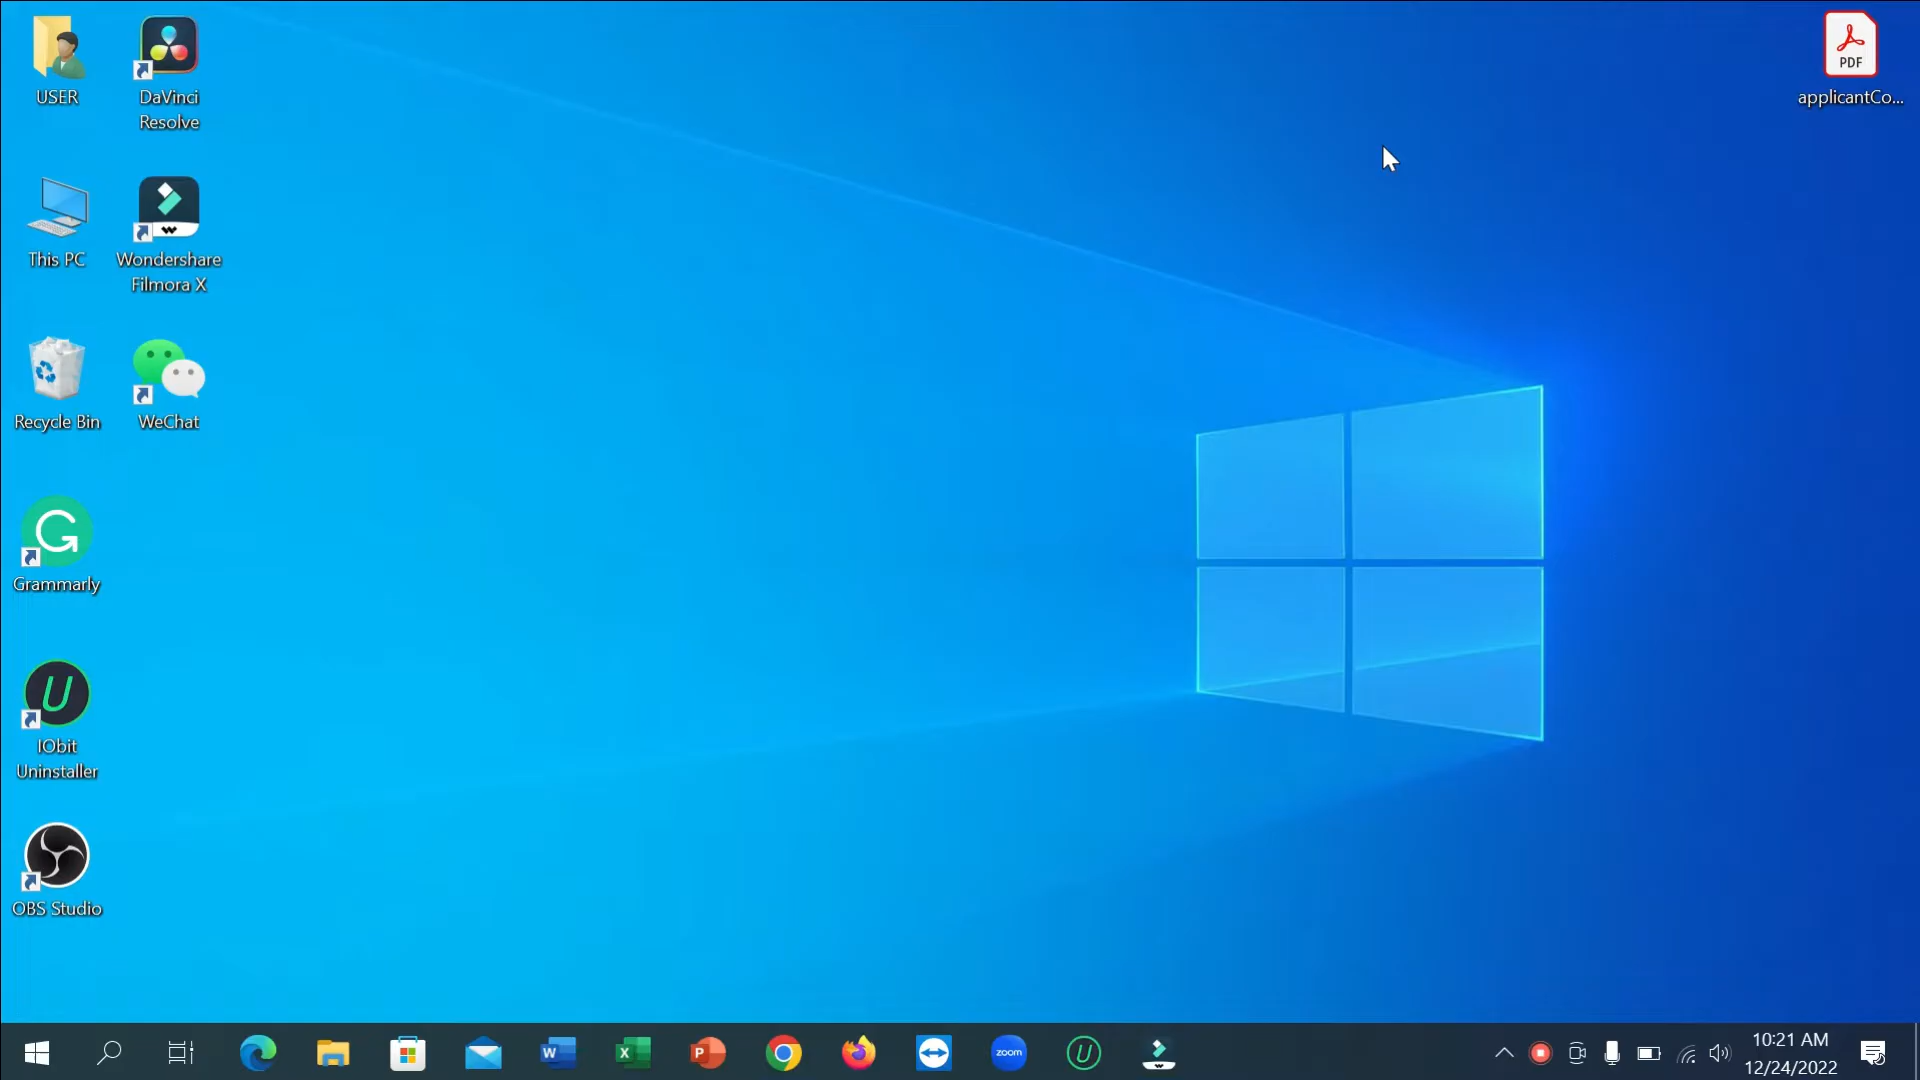 USER
DaVinci
Resolve
This PC
Wondershare
Filmora X
Recycle Bin
WeChat
Grammarly
IObit
Uninstaller
OBS Studio
PDF
applicantCo...
zoom
10:21 AM
12/24/2022